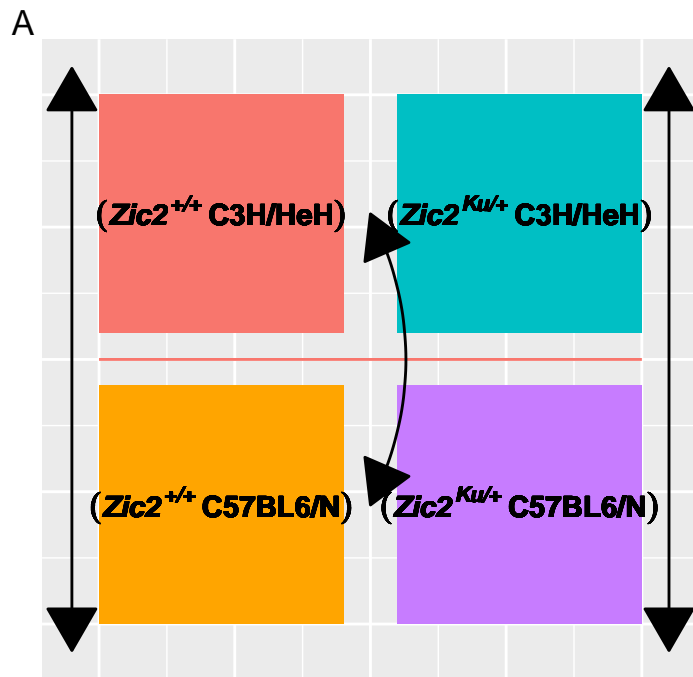 A
(Zic2+/+ C3H/HeH) (Zic2Ku/+ C3H/HeH)
(Zic2+/+ C57BL6/N) (Zic2Ku/+ C57BL6/N)